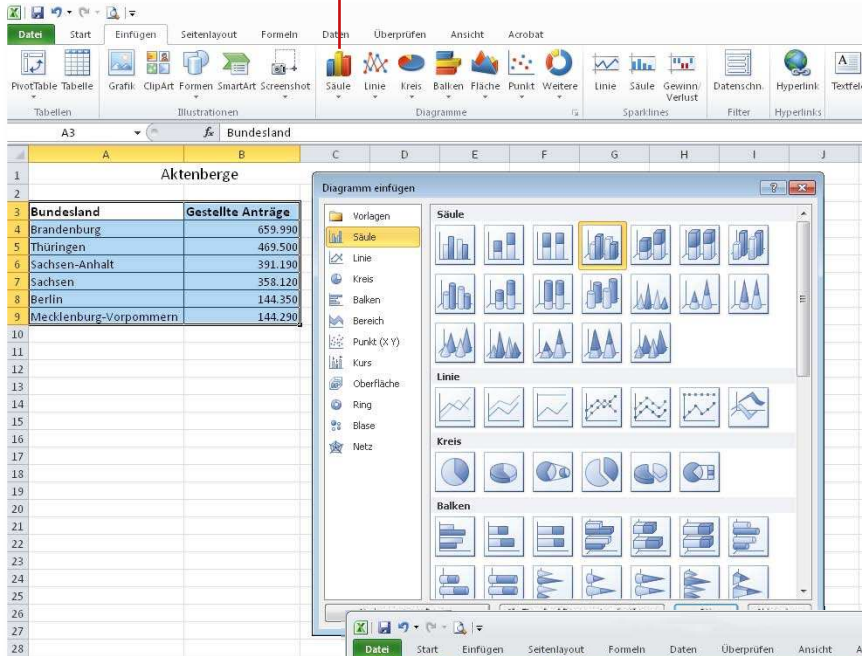 Datei Start Einfügen Seitenlayout Formeln Daten Überprüfen Ansicht Acrobat
PivotTable Tabelle Grafik ClipArt Formen SmartArt Screenshot Säule Linie Kreis Balken Fläche Punkt Weitere Linie Säule Gewinn/ Verlust Datenschn. Hyperlink
Tabellen Illustrationen Diagramme Sparklines Filter Hyperlinks
A3 fx Bundesland
A B C D E F G H I J
1 Aktenberge
2
3 Bundesland Gestellte Anträge
4 Brandenburg 659.990
5 Thüringen 469.500
6 Sachsen-Anhalt 391.190
7 Sachsen 358.120
8 Berlin 144.350
9 Mecklenburg-Vorpommern 144.290
10
11
12
13
14
15
16
17
18
19
20
21
22
23
24
25
26
27
28
Diagramm einfügen
Vorlagen
Säule
Linie
Kreis
Balken
Bereich
Punkt (X Y)
Kurs
Oberfläche
Ring
Blase
Netz
Säule
Linie
Kreis
Balken
Datei Start Einfügen Seitenlayout Formeln Daten Überprüfen Ansicht